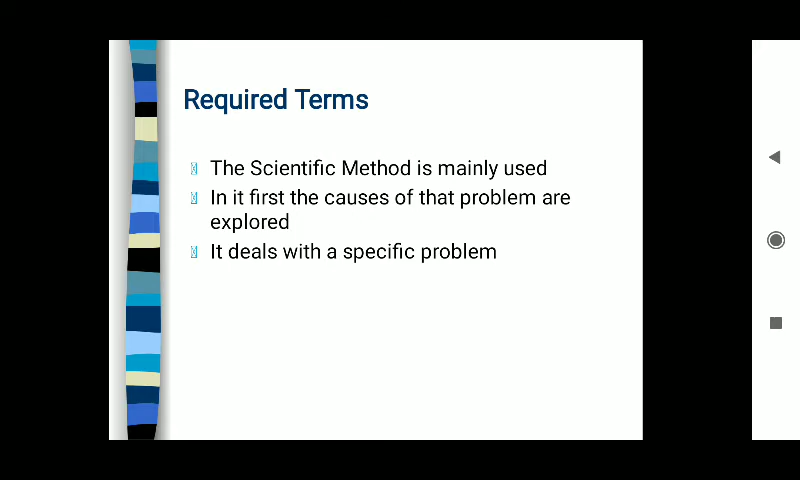 Required Terms
The Scientific Method is mainly used
In it first the causes of that problem are
explored
It deals with a specific problem